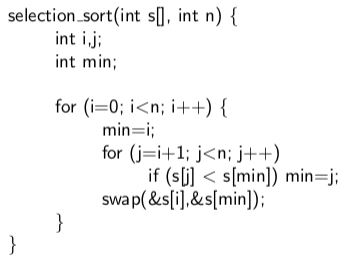 selection_sort(int s[], int n) {
int i,j;
int min;
for (i=0; i<n; i++) {
min=i;
for (j=i+1; j<n; j++)
if (s[j] < s[min]) min=j;
swap(&s[i],&s[min]);
}
}